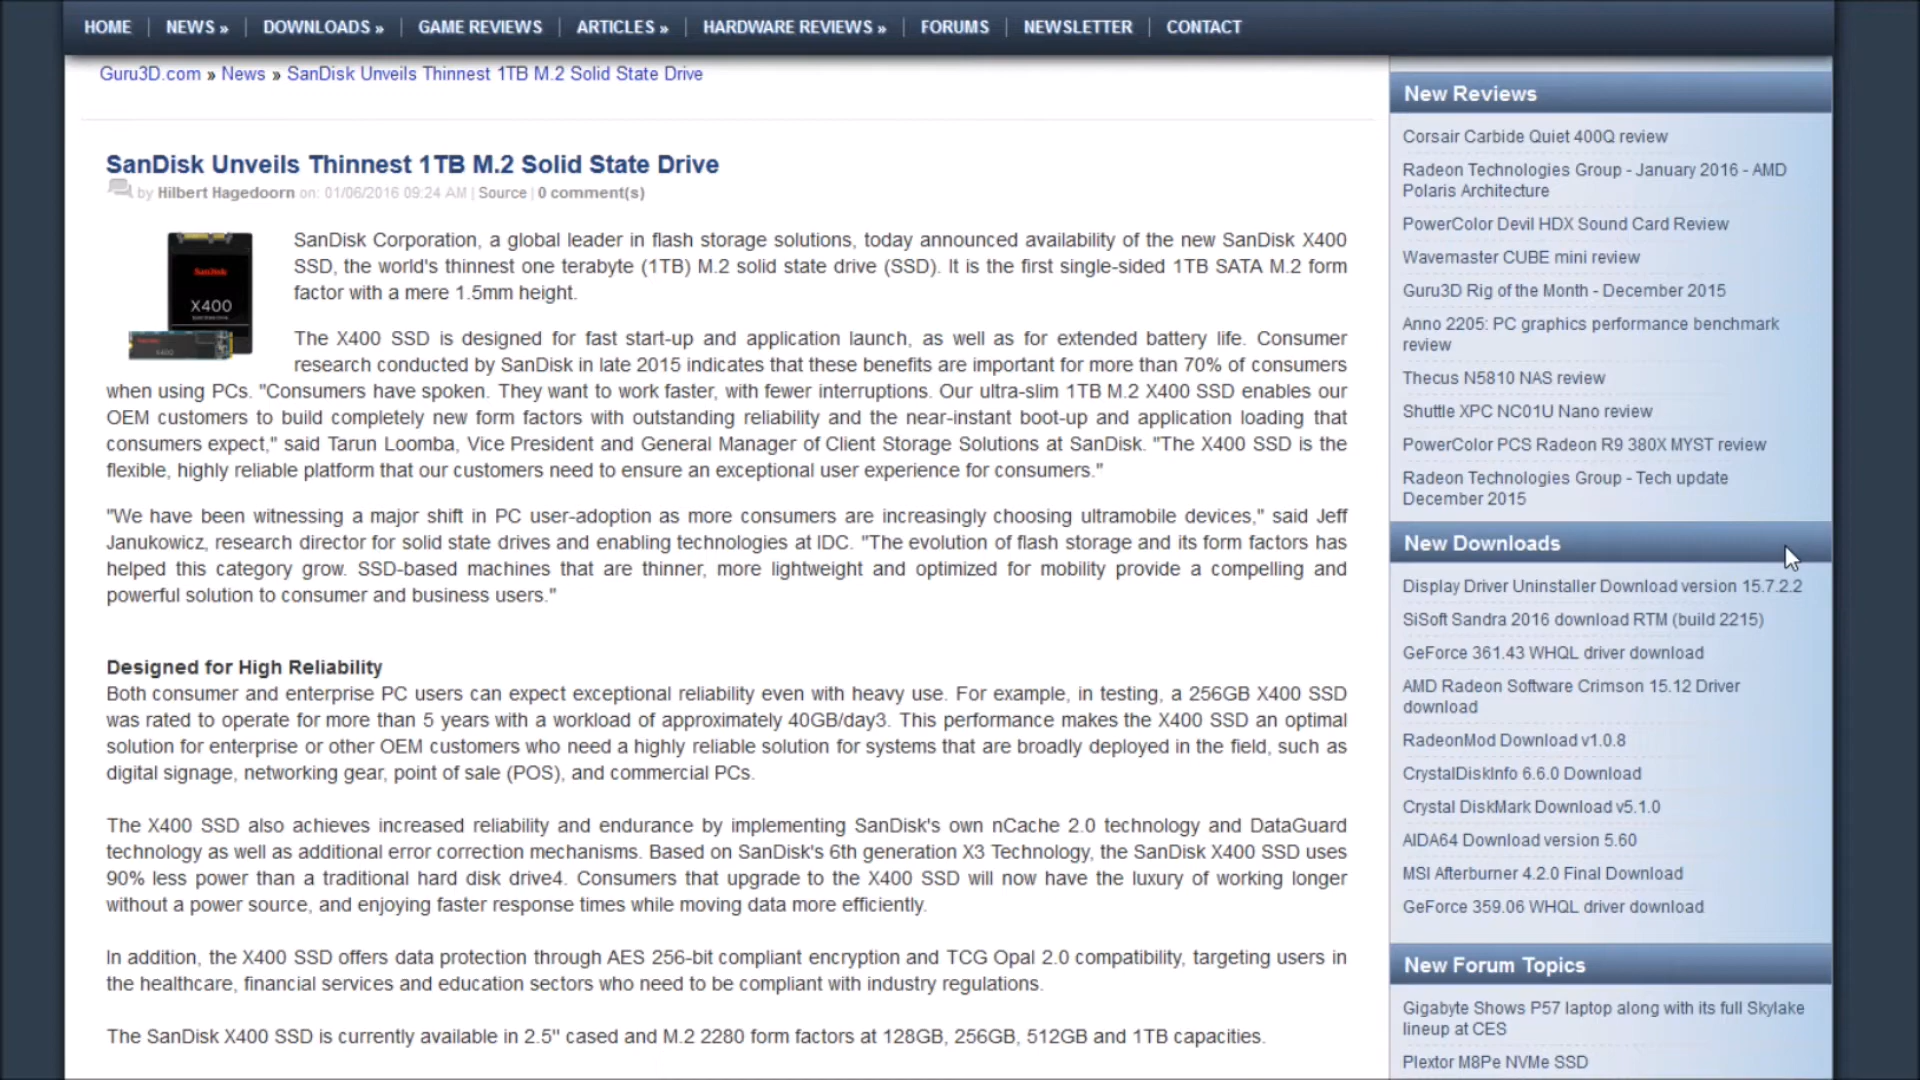 HOME NEWS » DOWNLOADS » GAME REVIEWS ARTICLES » HARDWARE REVIEWS » FORUMS NEWSLETTER CONTACT
Guru3D.com » News » SanDisk Unveils Thinnest 1TB M.2 Solid State Drive
SanDisk Unveils Thinnest 1TB M.2 Solid State Drive
by Hilbert Hagedoorn on: 01/06/2016 09:24 AM | Source | 0 comment(s)
SanDisk
X400
SanDisk
X400
SanDisk Corporation, a global leader in flash storage solutions, today announced availability of the new SanDisk X400
SSD, the world's thinnest one terabyte (1TB) M.2 solid state drive (SSD). It is the first single-sided 1TB SATA M.2 form
factor with a mere 1.5mm height.
The X400 SSD is designed for fast start-up and application launch, as well as for extended battery life. Consumer
research conducted by SanDisk in late 2015 indicates that these benefits are important for more than 70% of consumers
when using PCs. "Consumers have spoken. They want to work faster, with fewer interruptions. Our ultra-slim 1TB M.2 X400 SSD enables our
OEM customers to build completely new form factors with outstanding reliability and the near-instant boot-up and application loading that
consumers expect," said Tarun Loomba, Vice President and General Manager of Client Storage Solutions at SanDisk. "The X400 SSD is the
flexible, highly reliable platform that our customers need to ensure an exceptional user experience for consumers."
"We have been witnessing a major shift in PC user-adoption as more consumers are increasingly choosing ultramobile devices," said Jeff
Janukowicz, research director for solid state drives and enabling technologies at IDC. "The evolution of flash storage and its form factors has
helped this category grow. SSD-based machines that are thinner, more lightweight and optimized for mobility provide a compelling and
powerful solution to consumer and business users."
Designed for High Reliability
Both consumer and enterprise PC users can expect exceptional reliability even with heavy use. For example, in testing, a 256GB X400 SSD
was rated to operate for more than 5 years with a workload of approximately 40GB/day3. This performance makes the X400 SSD an optimal
solution for enterprise or other OEM customers who need a highly reliable solution for systems that are broadly deployed in the field, such as
digital signage, networking gear, point of sale (POS), and commercial PCs.
The X400 SSD also achieves increased reliability and endurance by implementing SanDisk's own nCache 2.0 technology and DataGuard
technology as well as additional error correction mechanisms. Based on SanDisk's 6th generation X3 Technology, the SanDisk X400 SSD uses
90% less power than a traditional hard disk drive4. Consumers that upgrade to the X400 SSD will now have the luxury of working longer
without a power source, and enjoying faster response times while moving data more efficiently.
In addition, the X400 SSD offers data protection through AES 256-bit compliant encryption and TCG Opal 2.0 compatibility, targeting users in
the healthcare, financial services and education sectors who need to be compliant with industry regulations.
The SanDisk X400 SSD is currently available in 2.5'' cased and M.2 2280 form factors at 128GB, 256GB, 512GB and 1TB capacities.
New Reviews
Corsair Carbide Quiet 400Q review
Radeon Technologies Group - January 2016 - AMD
Polaris Architecture
PowerColor Devil HDX Sound Card Review
Wavemaster CUBE mini review
Guru3D Rig of the Month - December 2015
Anno 2205: PC graphics performance benchmark
review
Thecus N5810 NAS review
Shuttle XPC NC01U Nano review
PowerColor PCS Radeon R9 380X MYST review
Radeon Technologies Group - Tech update
December 2015
New Downloads
Display Driver Uninstaller Download version 15.7.2.2
SiSoft Sandra 2016 download RTM (build 2215)
GeForce 361.43 WHQL driver download
AMD Radeon Software Crimson 15.12 Driver
download
RadeonMod Download v1.0.8
CrystalDiskInfo 6.6.0 Download
Crystal DiskMark Download v5.1.0
AIDA64 Download version 5.60
MSI Afterburner 4.2.0 Final Download
GeForce 359.06 WHQL driver download
New Forum Topics
Gigabyte Shows P57 laptop along with its full Skylake
lineup at CES
Plextor M8Pe NVMe SSD